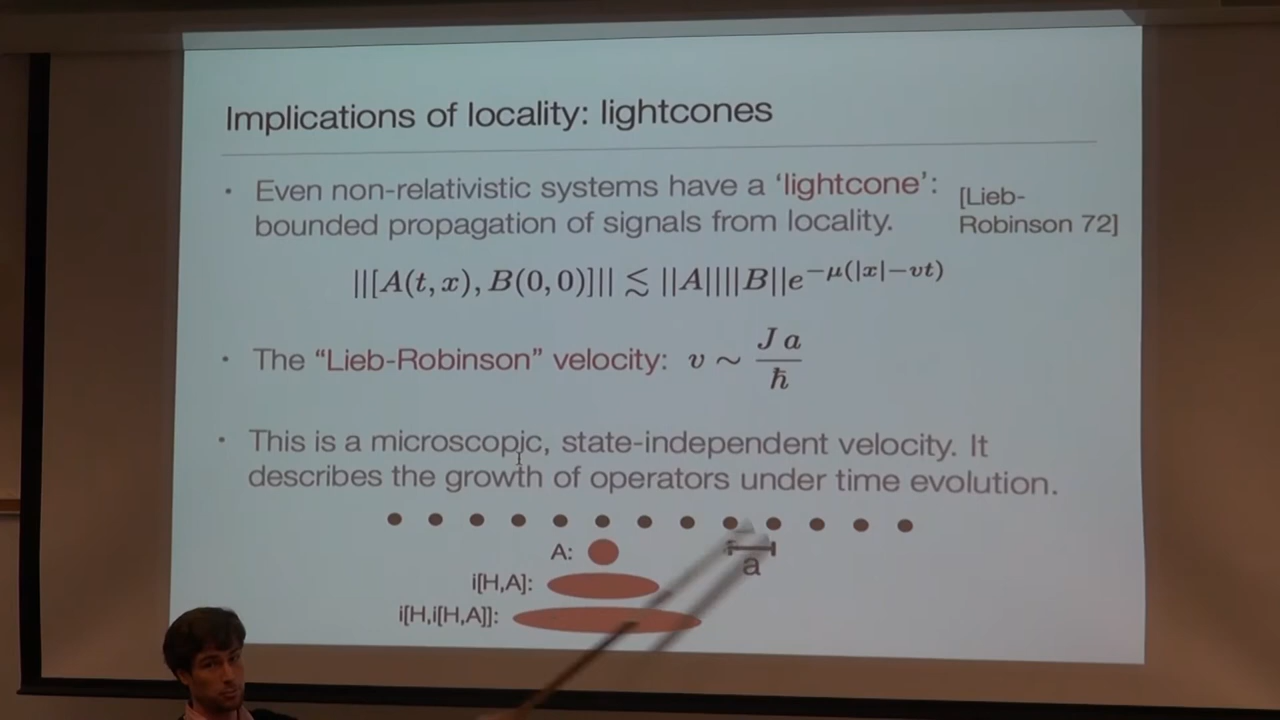 Implications of locality: lightcones
• Even non-relativistic systems have a ‘lightcone’:
bounded propagation of signals from locality.
[Lieb-
Robinson 72]
||[A(t, x), B(0, 0)]|| ≲ ||A||||B||e^{−μ(|x|−vt)}
• The “Lieb-Robinson” velocity: v ∼ J a / ℏ
• This is a microscopic, state-independent velocity. It
describes the growth of operators under time evolution.
A:
a
i[H,A]:
i[H,i[H,A]]: